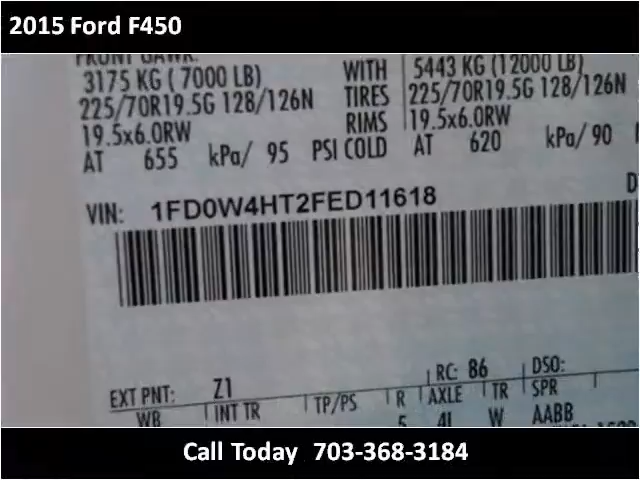 2015 Ford F450
FRONT GAWR:
3175 KG ( 7000 LB) WITH 5443 KG (12000 LB)
225/70R19.5G 128/126N TIRES 225/70R19.5G 128/126N
19.5x6.0RW RIMS 19.5x6.0RW
AT 655 kPa/ 95 PSI COLD AT 620 kPa/ 90
VIN: 1FD0W4HT2FED11618
EXT PNT: Z1 RC: 86 DSO:
WB INT TR TP/PS R AXLE TR SPR
5 4L W AABB
Call Today 703-368-3184